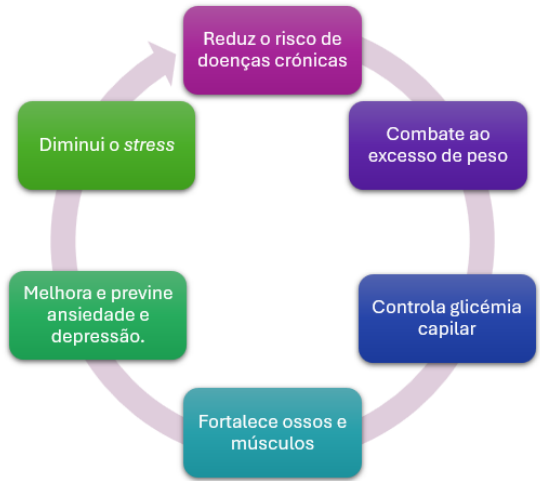 Reduz o risco de
doenças crónicas
Combate ao
excesso de peso
Controla glicémia
capilar
Fortalece ossos e
músculos
Melhora e previne
ansiedade e
depressão.
Diminui o stress